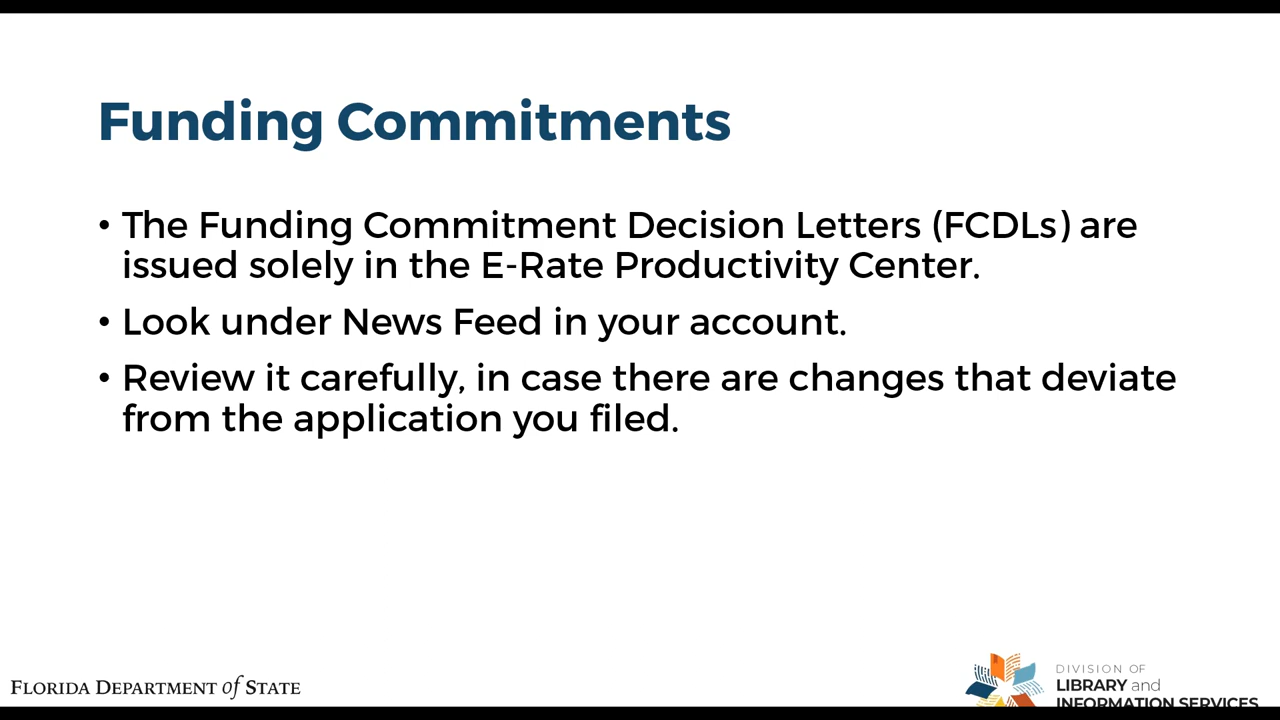 Funding Commitments
• The Funding Commitment Decision Letters (FCDLs) are
issued solely in the E-Rate Productivity Center.
• Look under News Feed in your account.
• Review it carefully, in case there are changes that deviate
from the application you filed.
FLORIDA DEPARTMENT of STATE
DIVISION OF
LIBRARY and
INFORMATION SERVICES